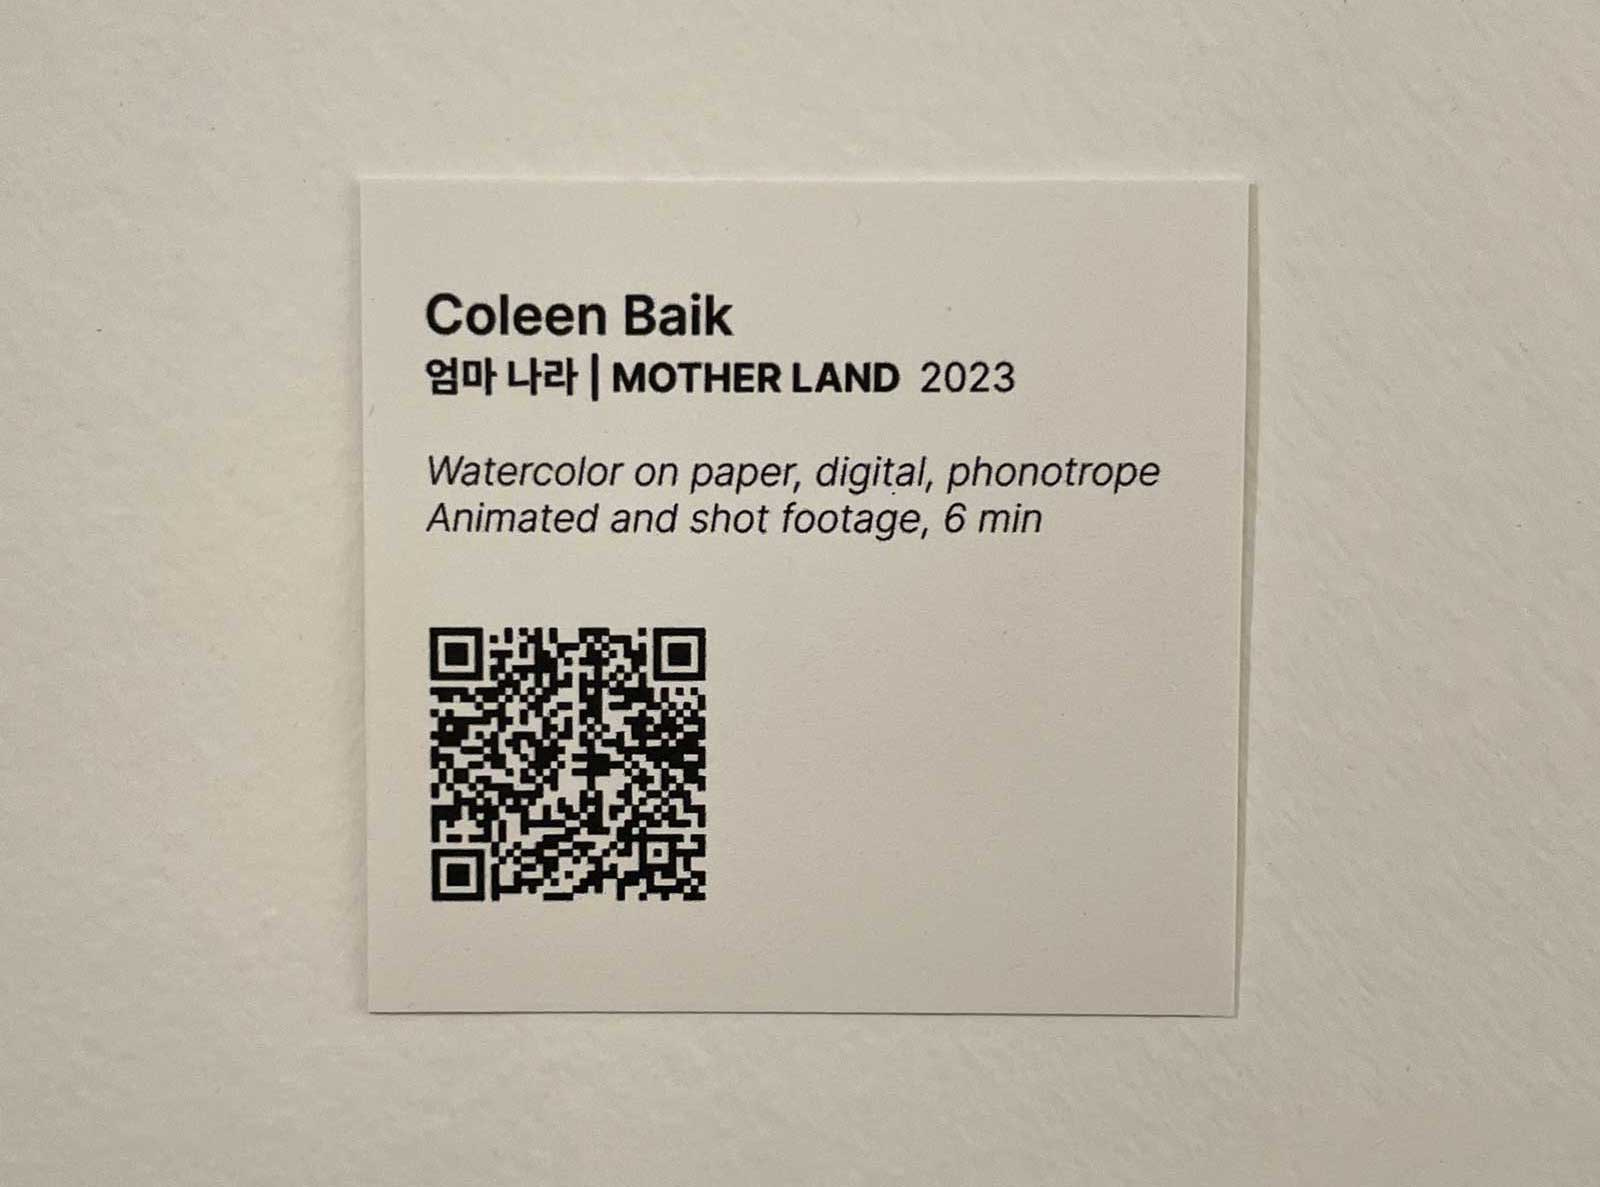 Coleen Baik
엄마 나라 | MOTHER LAND 2023
Watercolor on paper, digital, phonotrope
Animated and shot footage, 6 min